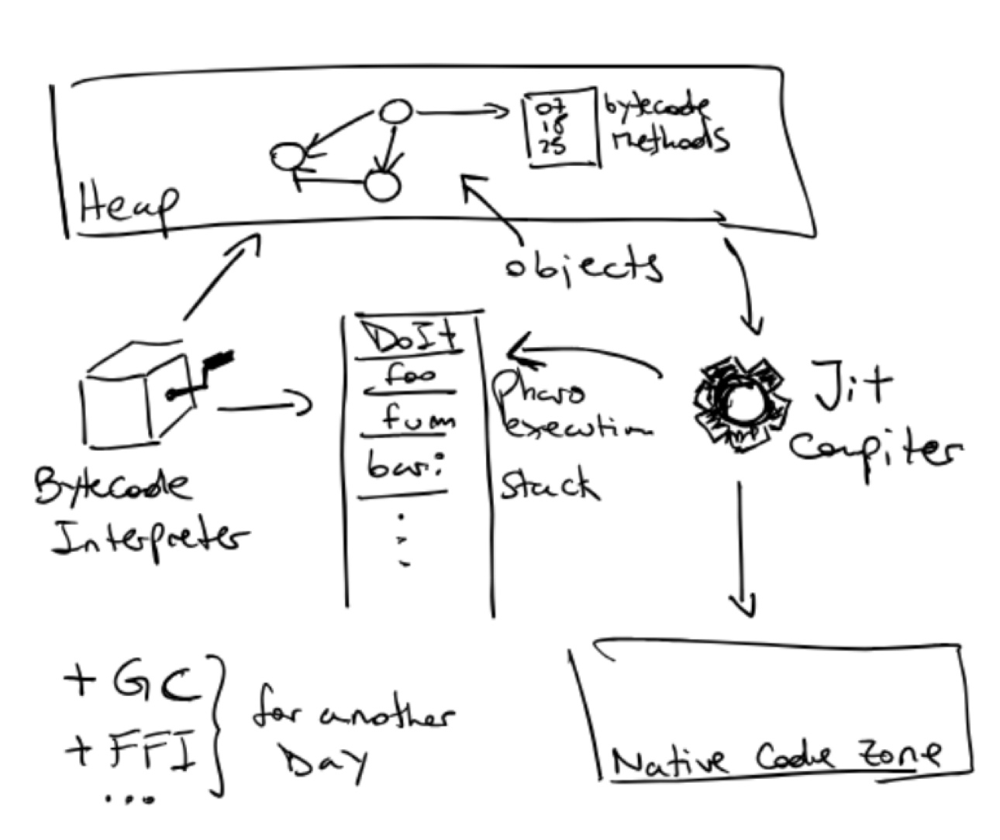 07
18
25
bytecode
methods
Heap
objects
DoIt
foo
fuum
bar:
Pharo
execution
Stack
Jit
Compiler
Bytecode
Interpreter
+ GC
+ FFI
...
for another
Day
Native Code Zone